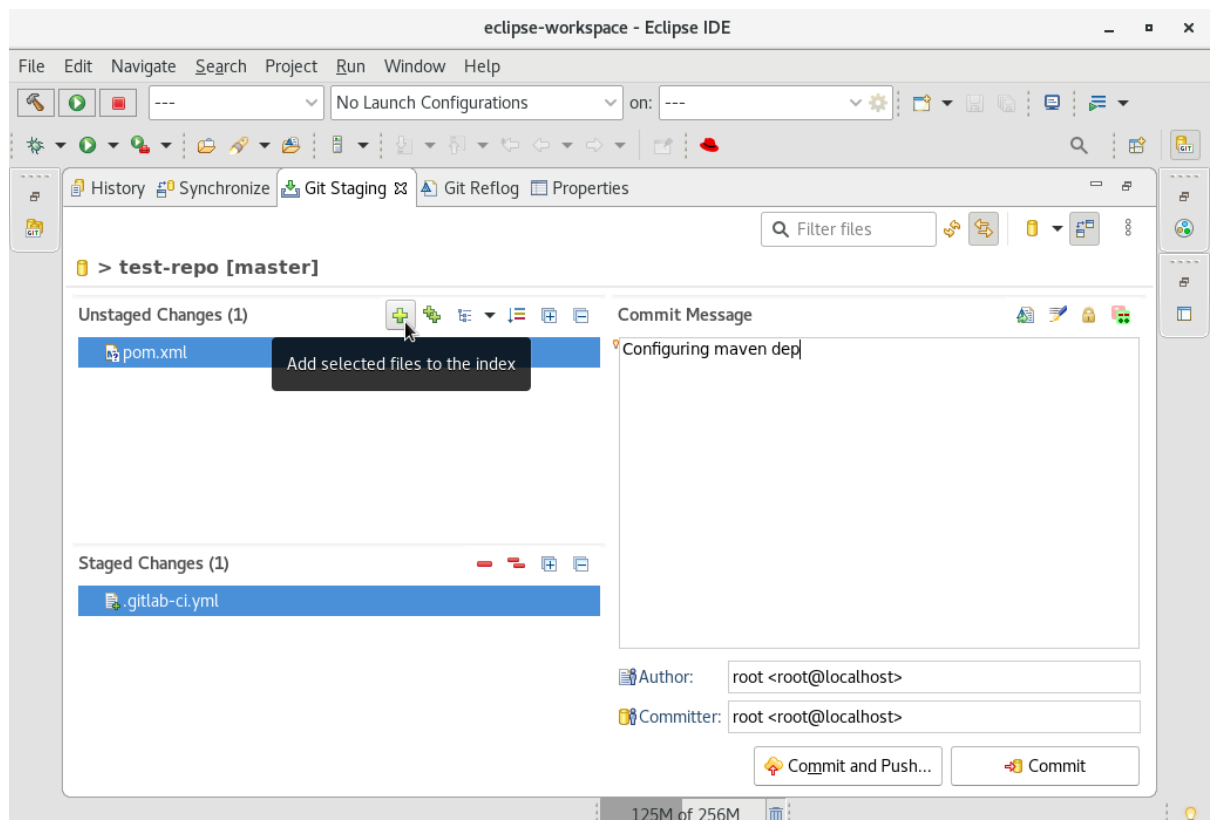 eclipse-workspace - Eclipse IDE
File Edit Navigate Search Project Run Window Help
--- No Launch Configurations on: ---
GIT
History Synchronize Git Staging Git Reflog Properties
GIT
Filter files
> test-repo [master]
Unstaged Changes (1)
Commit Message
pom.xml
Add selected files to the index
Configuring maven dep
Staged Changes (1)
.gitlab-ci.yml
Author: root <root@localhost>
Committer: root <root@localhost>
Commit and Push... Commit
125M of 256M